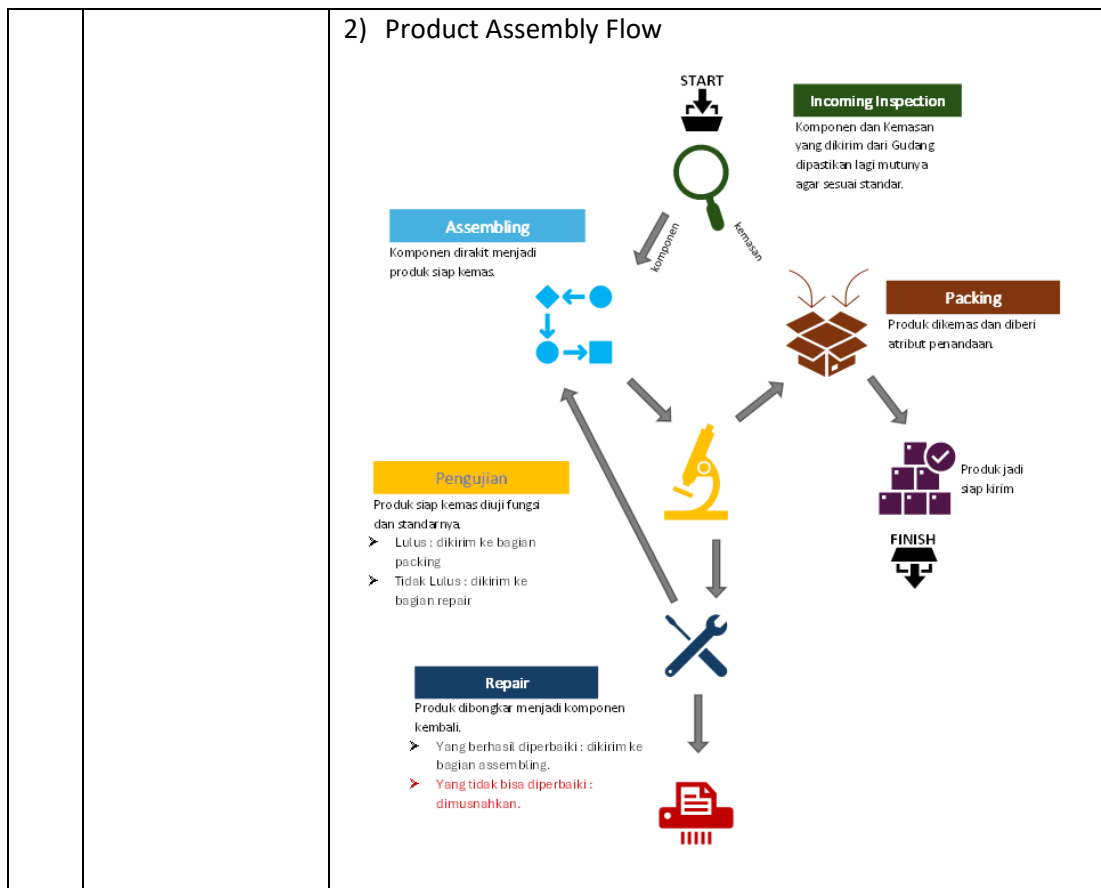 2) Product Assembly Flow
START
Incoming Inspection
Komponen dan Kemasan
yang dikirim dari Gudang
dipastikan lagi mutunya
agar sesuai standar.
komponen
kemasan
Assembling
Komponen dirakit menjadi
produk siap kemas.
Packing
Produk dikemas dan diberi
atribut penandaan.
Pengujian
Produk siap kemas diuji fungsi
dan standarnya.
➤ Lulus : dikirim ke bagian
packing
➤ Tidak Lulus : dikirim ke
bagian repair
Produk jadi
siap kirim
FINISH
Repair
Produk dibongkar menjadi komponen
kembali.
➤ Yang berhasil diperbaiki : dikirim ke
bagian assembling.
➤ Yang tidak bisa diperbaiki :
dimusnahkan.